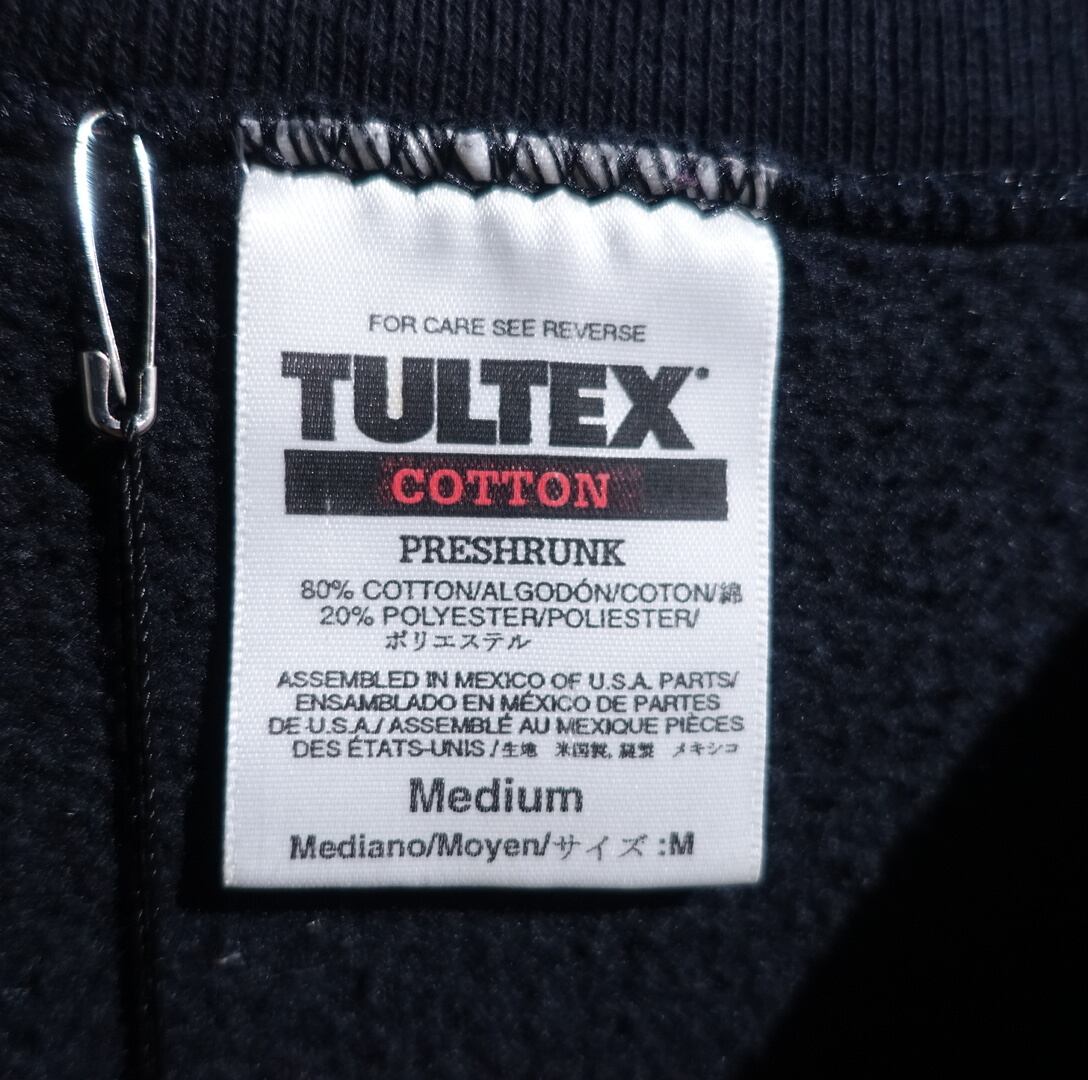 FOR CARE SEE REVERSE
TULTEX
COTTON
PRESHRUNK
80% COTTON/ALGODÓN/COTON/綿
20% POLYESTER/POLIESTER/
ポリエステル
ASSEMBLED IN MEXICO OF U.S.A. PARTS/
ENSAMBLADO EN MÉXICO DE PARTES
DE U.S.A./ASSEMBLÉ AU MEXIQUE PIÈCES
DES ÉTATS-UNIS/生地 米国製, 縫製 メキシコ
Medium
Mediano/Moyen/サイズ :M